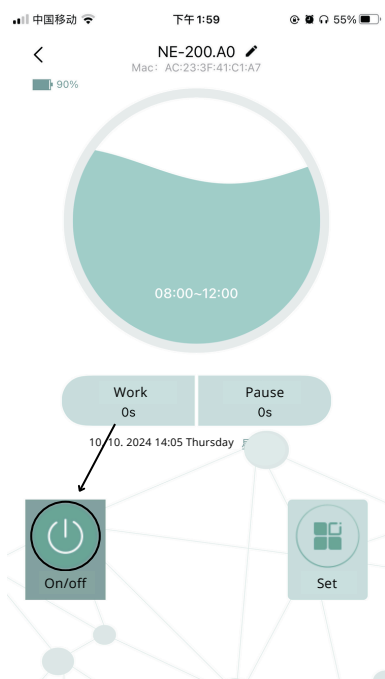 中国移动 下午1:59 55%
NE-200.A0
Mac: AC:23:3F:41:C1:A7
90%
08:00~12:00
Work Pause
0s 0s
10. 10. 2024 14:05 Thursday
On/off Set